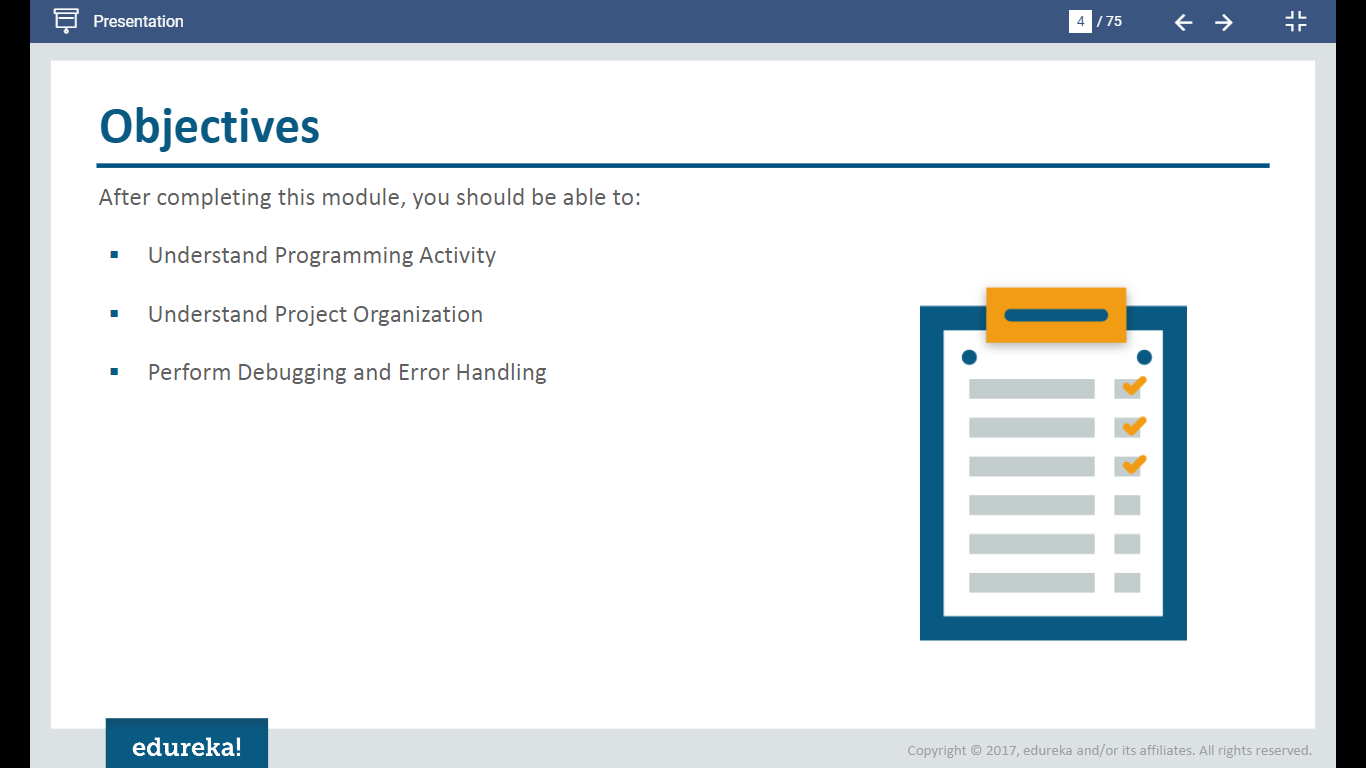 Presentation
4 / 75
Objectives
After completing this module, you should be able to:
▪ Understand Programming Activity
▪ Understand Project Organization
▪ Perform Debugging and Error Handling
edureka!
Copyright © 2017, edureka and/or its affiliates. All rights reserved.